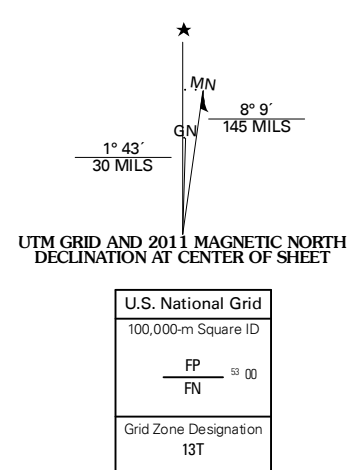 ★
MN
GN
8° 9´
145 MILS
1° 43´
30 MILS
UTM GRID AND 2011 MAGNETIC NORTH
DECLINATION AT CENTER OF SHEET
U.S. National Grid
100,000-m Square ID
FP
53 00
FN
Grid Zone Designation
13T